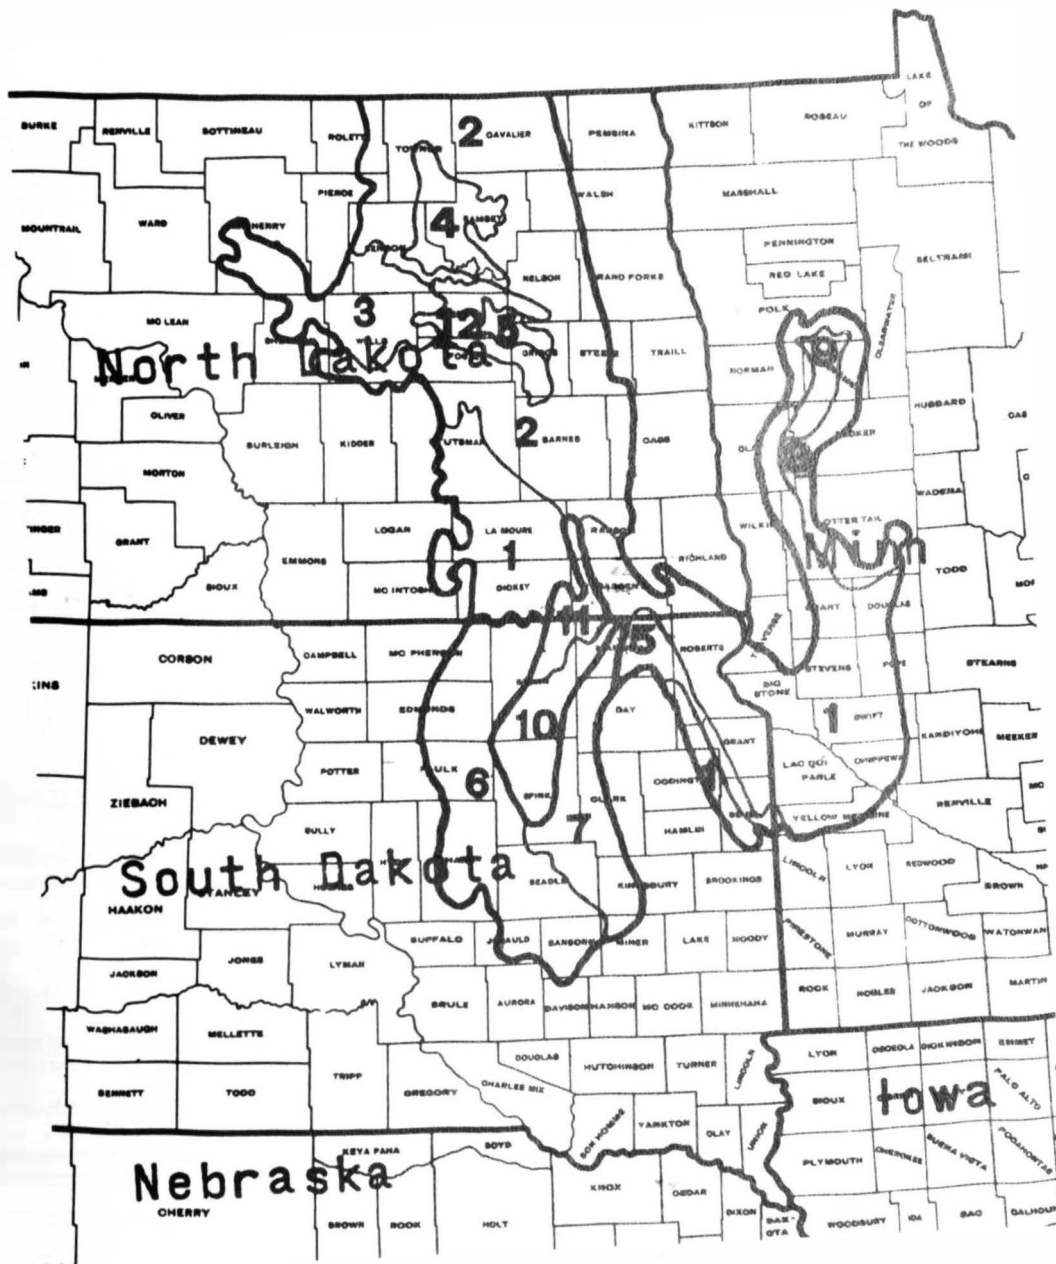 LAKE
OF
THE WOODS
BURKE
RENVILLE
BOTTINEAU
2
CAVALIER
PEMBINA
KITTSON
ROSEAU
PIERCE
WALSH
MARSHALL
MOUNTRAIL
WARD
4
RAMSEY
PENNINGTON
BELTRAMI
RED LAKE
NELSON
GRAND FORKS
POLK
CLEARWATER
MC LEAN
3
WELLS
12
STEELE
TRAILL
NORMAN
9
North Dakota
HUBBARD
OLIVER
BURLEIGH
KIDDER
2
BARNES
CASS
MORTON
WADENA
LOGAN
LA MOURE
OTTER TAIL
GRANT
EMMONS
1
RICHLAND
Minn
TODD
SIOUX
MC INTOSH
DICKEY
11
DOUGLAS
CORSON
CAMPBELL
MC PHERSON
5
ROBERTS
TRAVERSE
STEVENS
POPE
STEARNS
BIG
STONE
WALWORTH
EDMUNDS
10
DAY
1
SWIFT
DEWEY
GRANT
KANDIYOHI
MEEKER
LAC QUI
PARLE
CHIPPEWA
POTTER
FAULK
6
SPINK
CLARK
CODINGTON
ZIEBACH
RENVILLE
SULLY
7
HAMLIN
YELLOW MEDICINE
South Dakota
BEADLE
KINGSBURY
BROOKINGS
LINCOLN
LYON
REDWOOD
BROWN
STANLEY
HAAKON
BUFFALO
JERAULD
SANBORN
MINER
LAKE
MOODY
PIPESTONE
MURRAY
COTTONWOOD
WATONWAN
JONES
LYMAN
JACKSON
BRULE
AURORA
DAVISON
HANSON
MC COOK
MINNEHAHA
ROCK
NOBLES
JACKSON
MARTIN
WASHABAUGH
MELLETTE
DOUGLAS
HUTCHINSON
TURNER
LINCOLN
LYON
OSCEOLA
DICKINSON
EMMET
TRIPP
BENNETT
TODD
GREGORY
CHARLES MIX
SIOUX
Iowa
PALO ALTO
BON HOMME
YANKTON
CLAY
UNION
KEYA PAHA
BOYD
PLYMOUTH
CHEROKEE
BUENA VISTA
POCAHONTAS
Nebraska
KNOX
CEDAR
DIXON
CHERRY
BROWN
ROCK
HOLT
DAK-
OTA
WOODBURY
IDA
SAC
CALHOUN